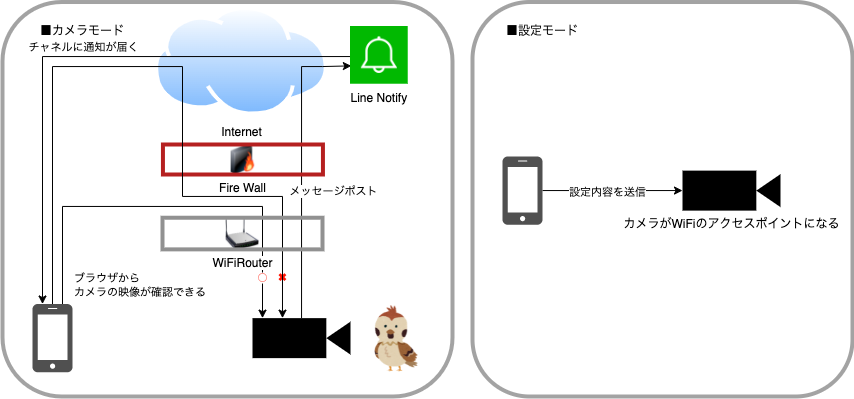 ■カメラモード
チャネルに通知が届く
Line Notify
Internet
Fire Wall
メッセージポスト
WiFiRouter
ブラウザから
カメラの映像が確認できる
■設定モード
設定内容を送信
カメラがWiFiのアクセスポイントになる